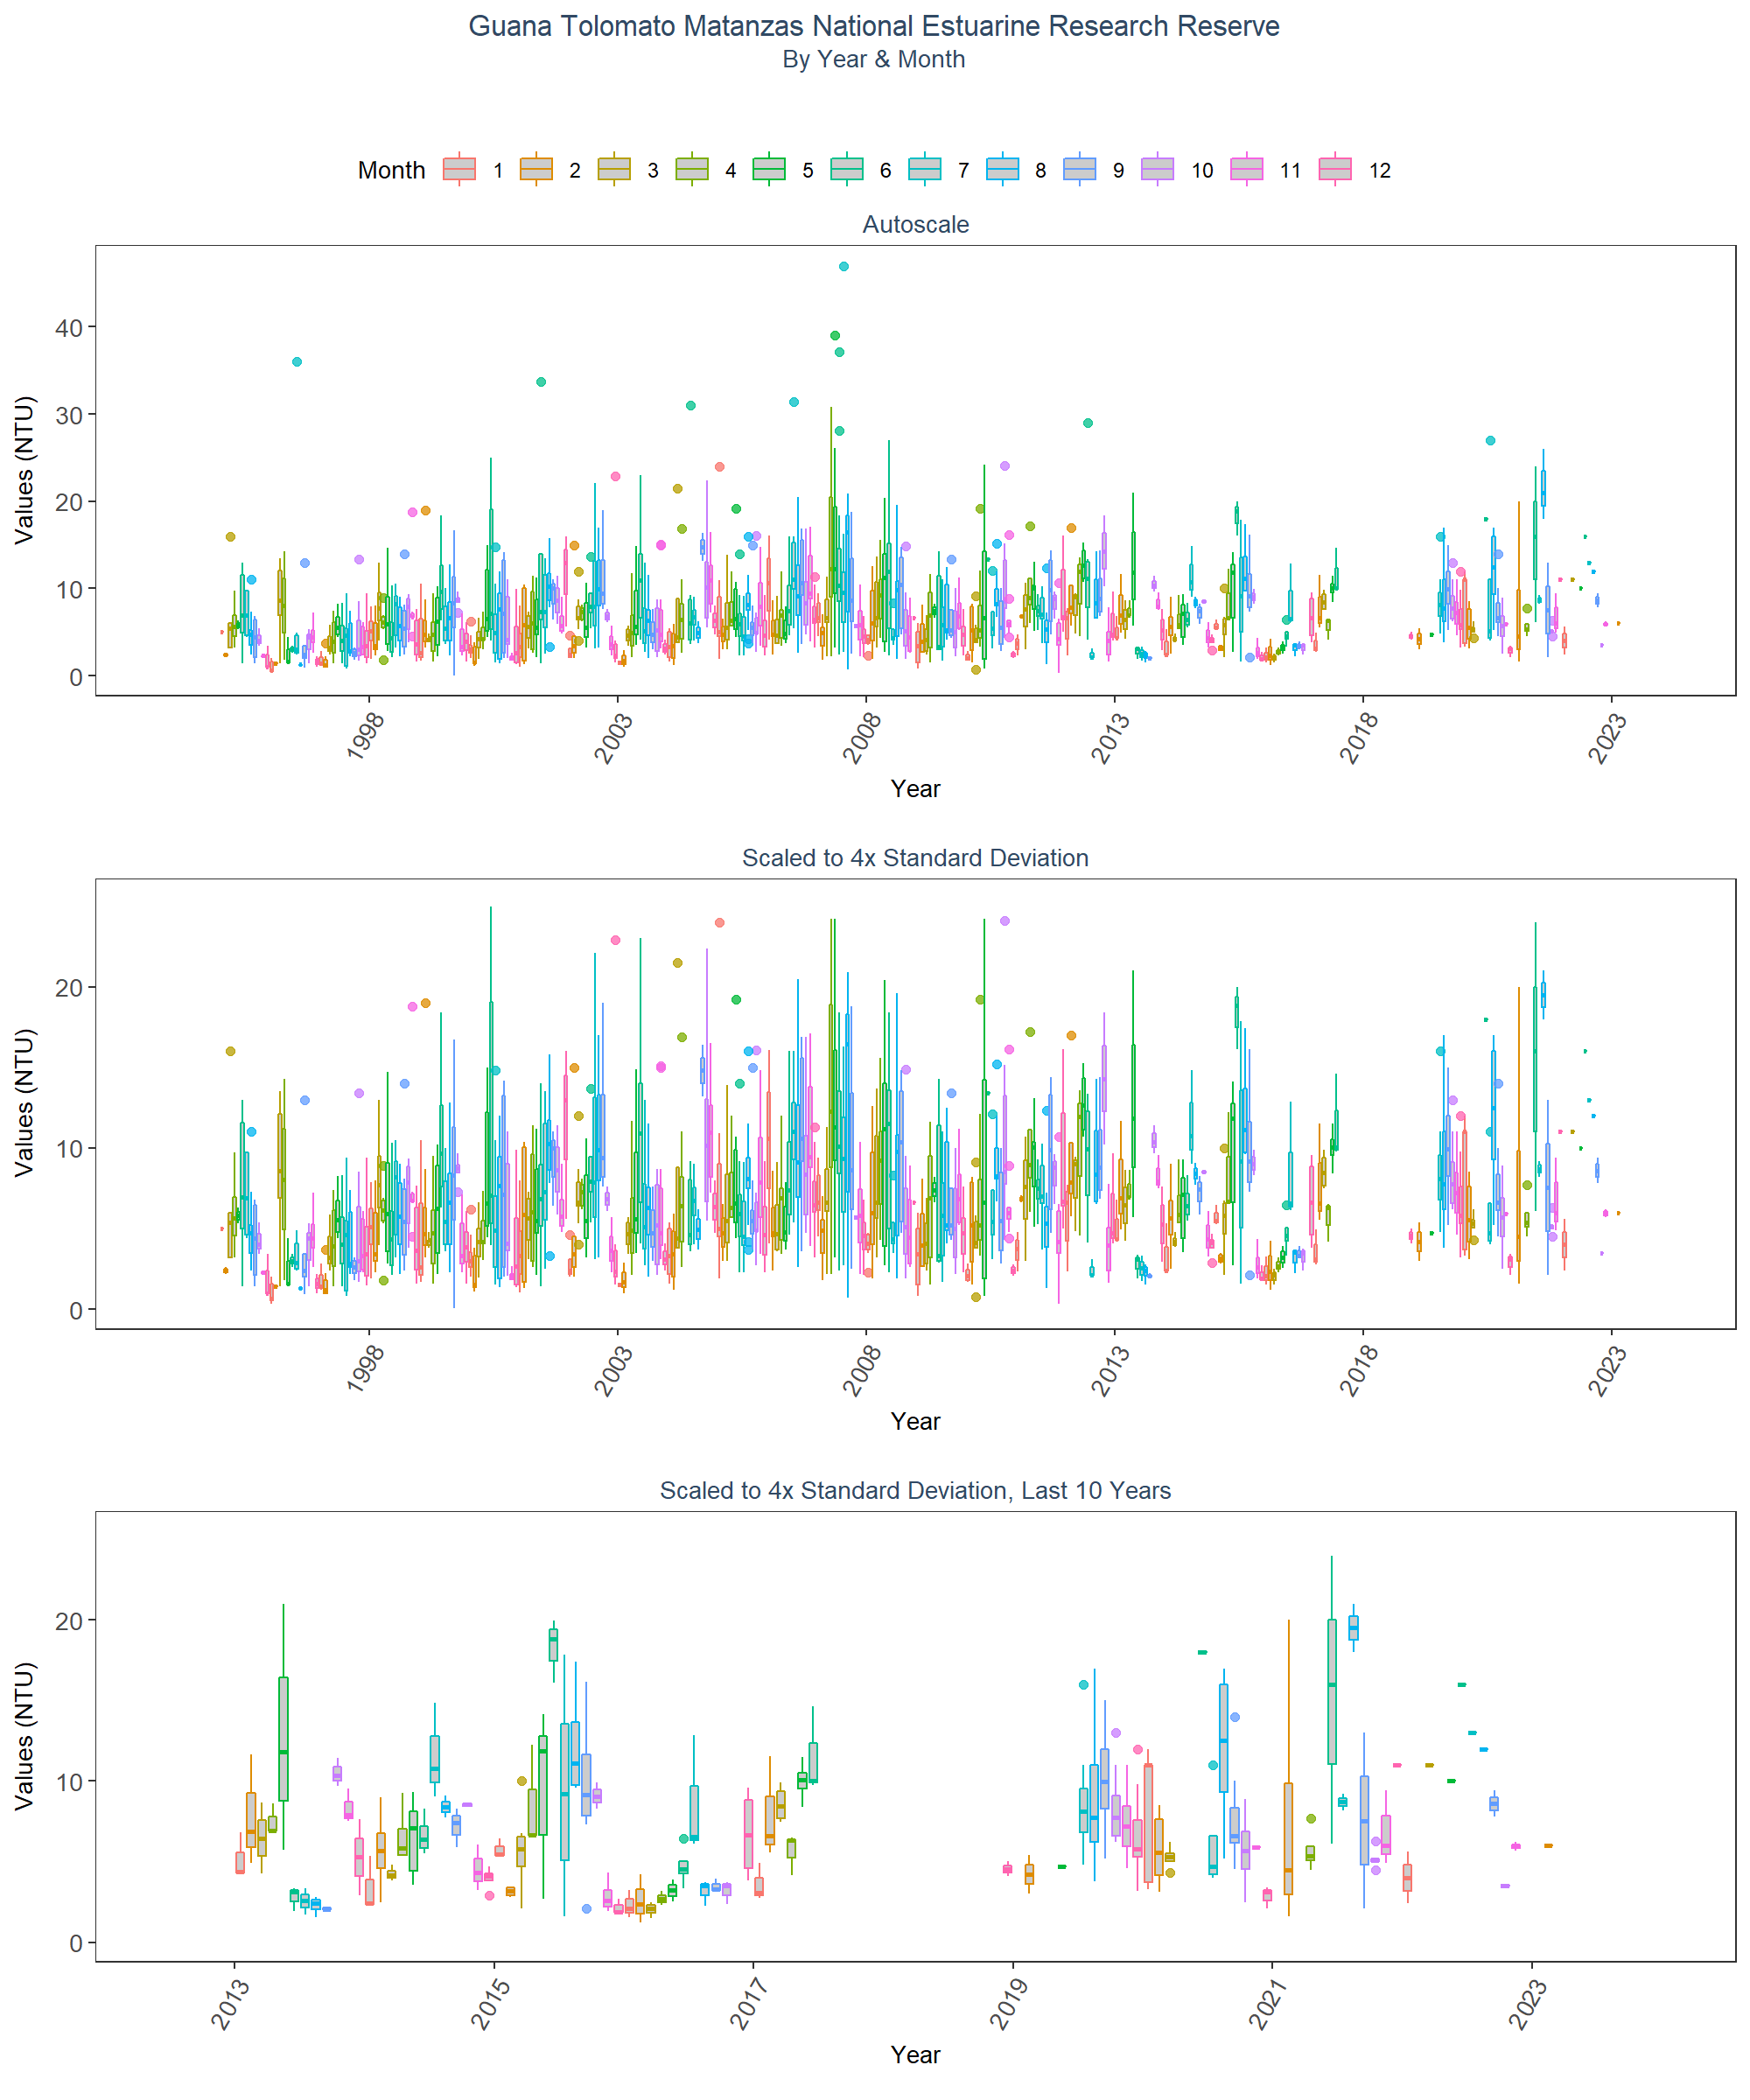 Guana Tolomato Matanzas National Estuarine Research Reserve
By Year & Month
Month 1 2 3 4 5 6 7 8 9 10 11 12
Autoscale
Values (NTU)
40
30
20
10
0
1998 2003 2008 2013 2018 2023
Year
Scaled to 4x Standard Deviation
Values (NTU)
20
10
0
1998 2003 2008 2013 2018 2023
Year
Scaled to 4x Standard Deviation, Last 10 Years
Values (NTU)
20
10
0
2013 2015 2017 2019 2021 2023
Year